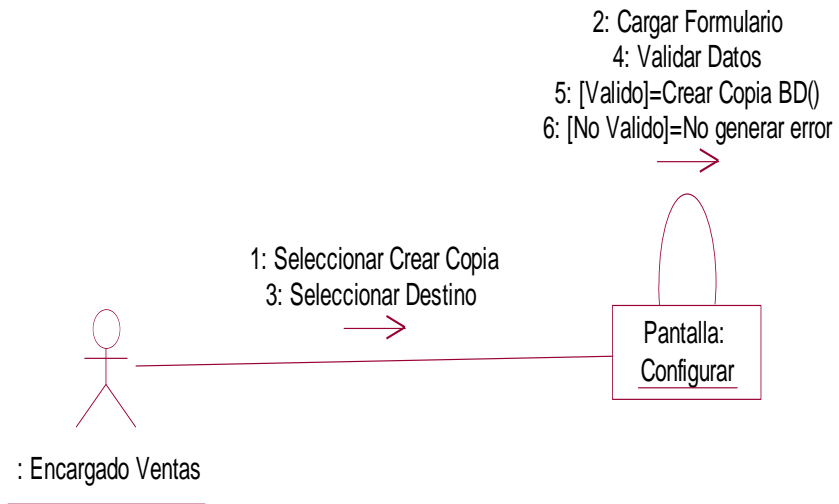 2: Cargar Formulario
4: Validar Datos
5: [Valido]=Crear Copia BD()
6: [No Valido]=No generar error
1: Seleccionar Crear Copia
3: Seleccionar Destino
Pantalla:
Configurar
: Encargado Ventas